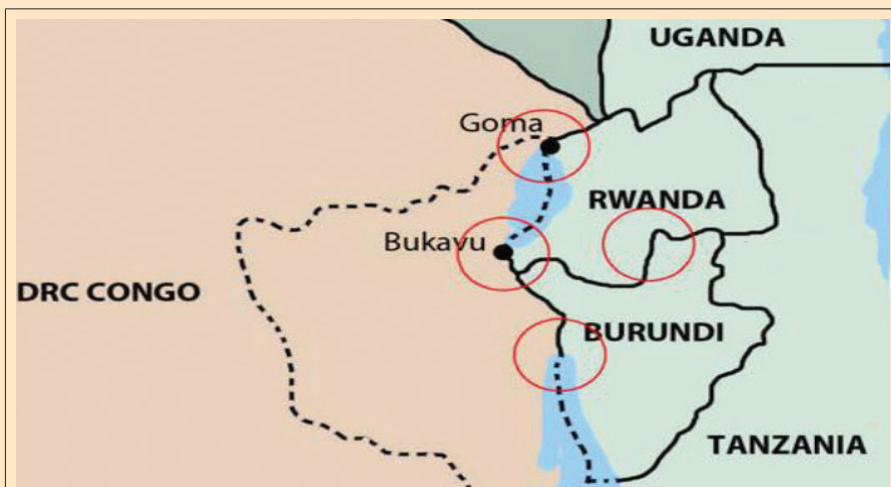 UGANDA
Goma
RWANDA
Bukavu
DRC CONGO
BURUNDI
TANZANIA